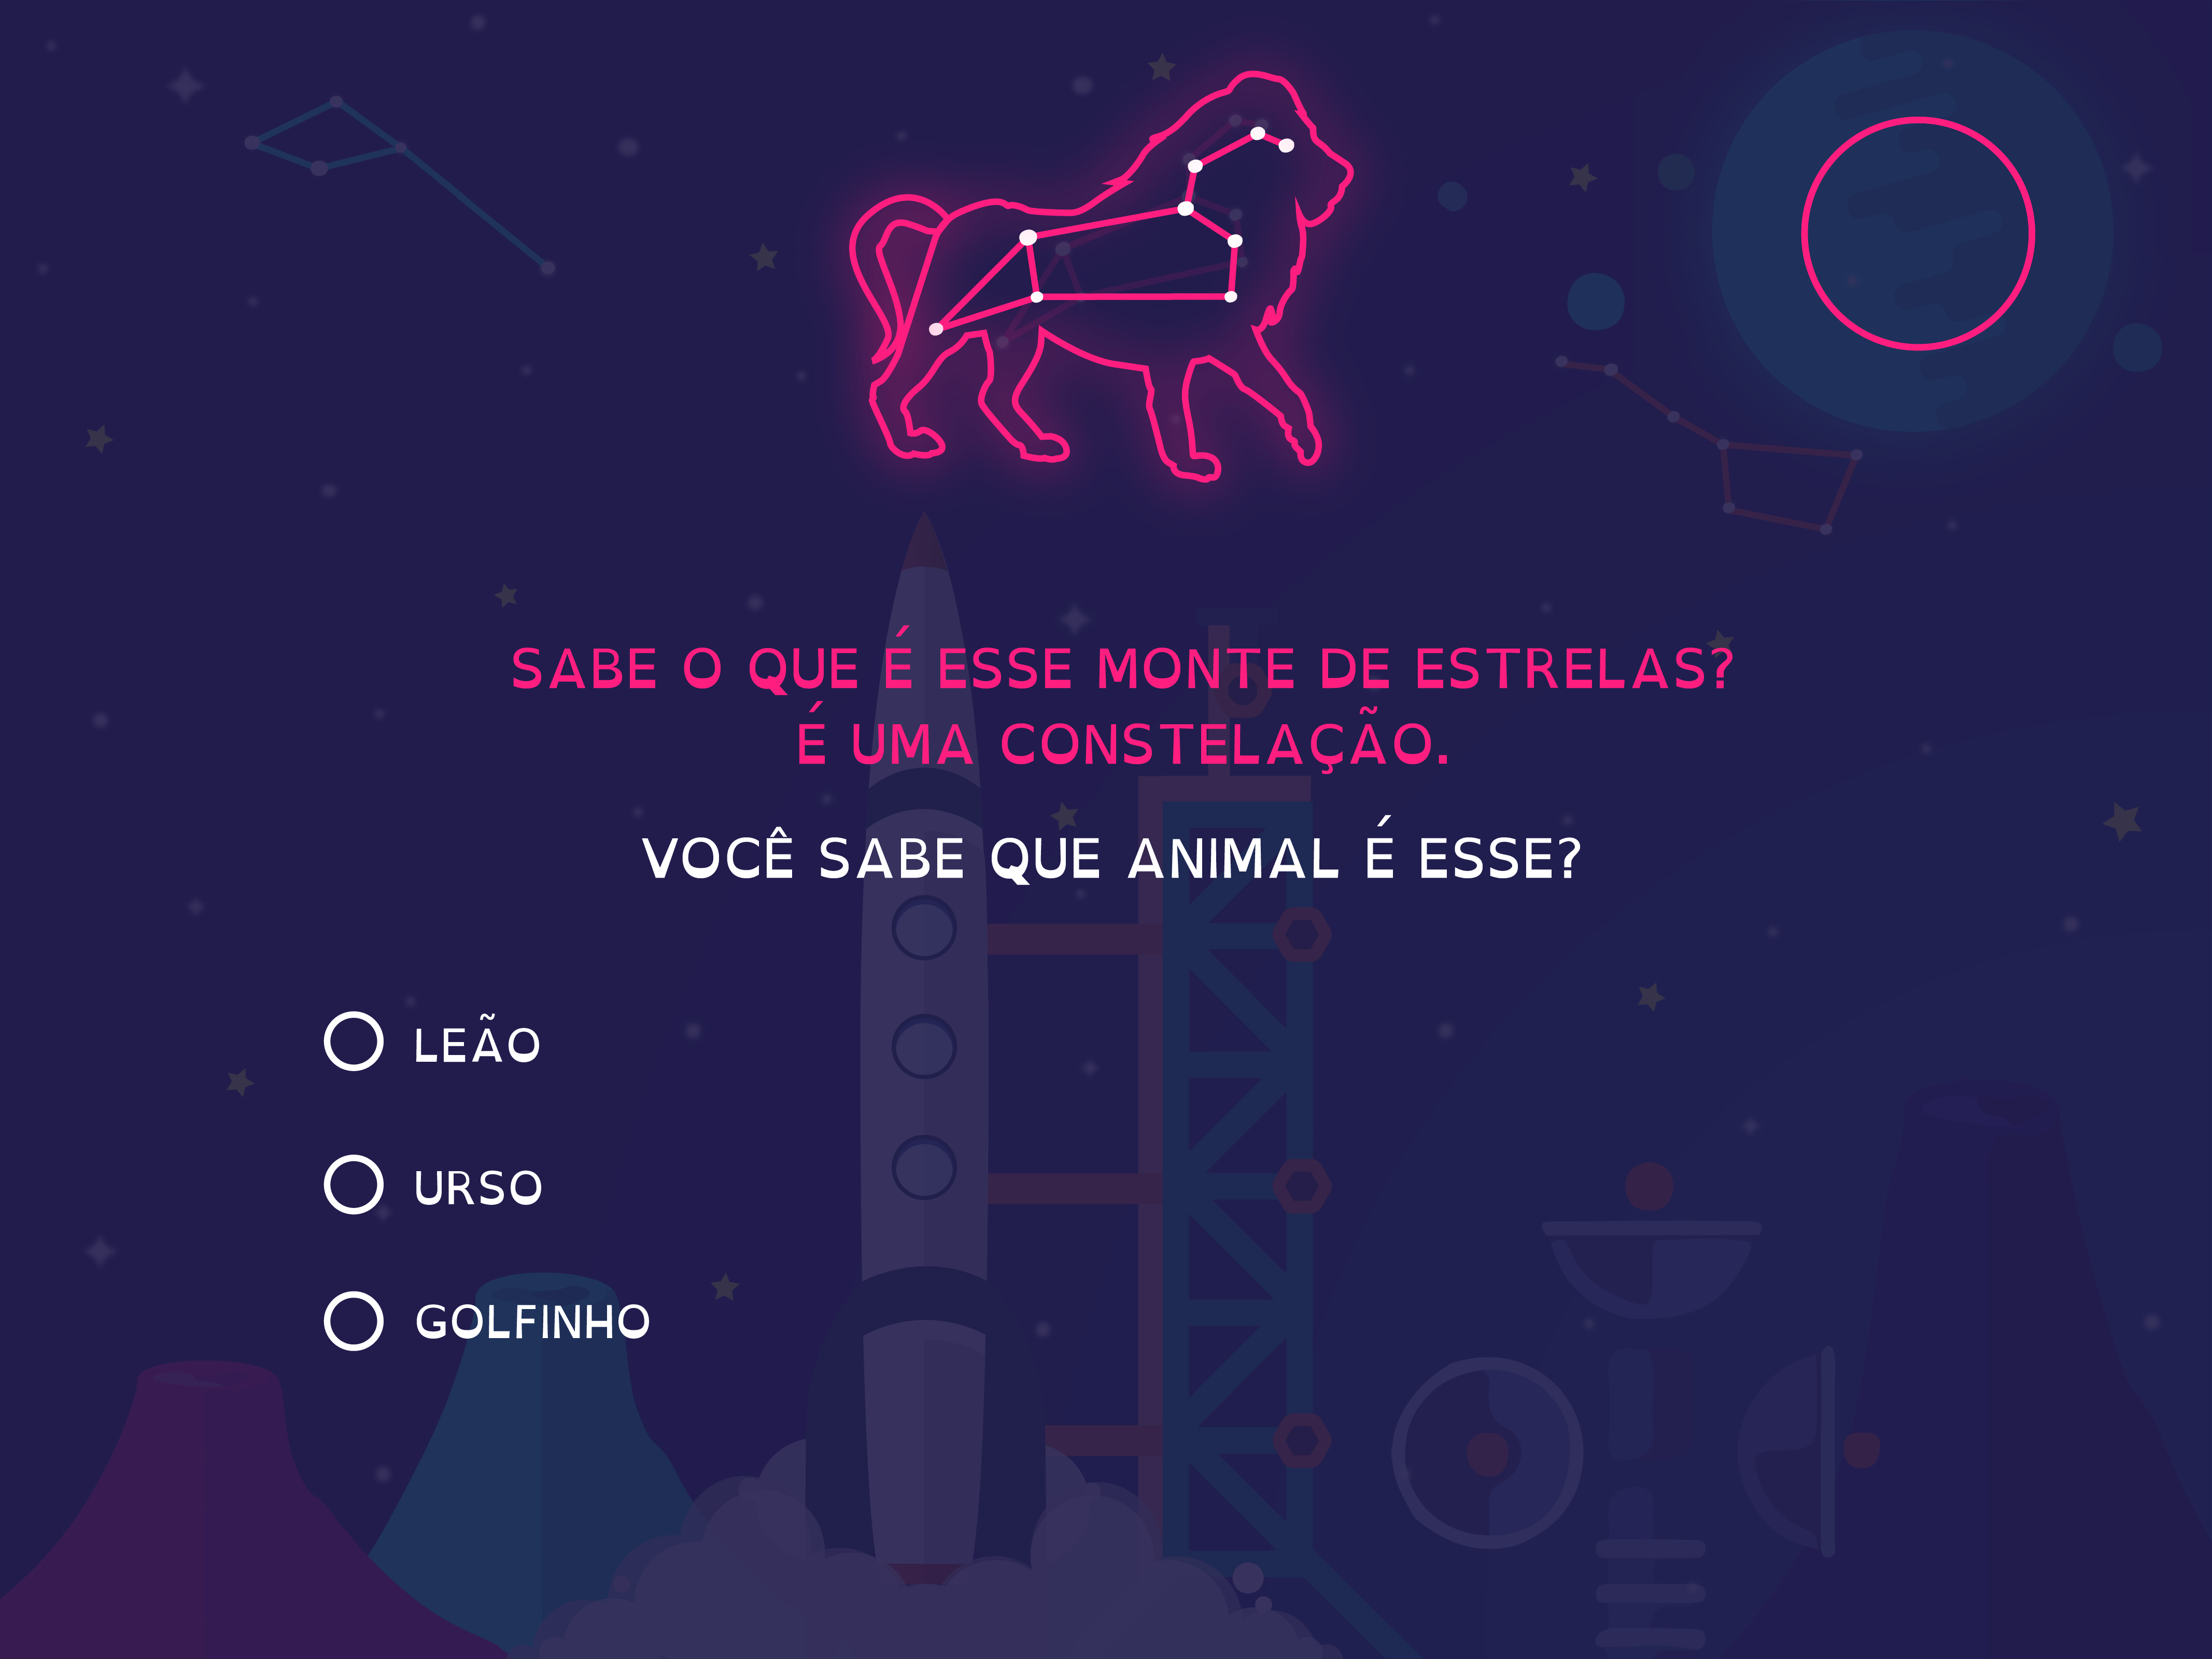 SABE O QUE É ESSE MONTE DE ESTRELAS?
É UMA CONSTELAÇÃO.
VOCÊ SABE QUE ANIMAL É ESSE?
LEÃO
URSO
GOLFINHO